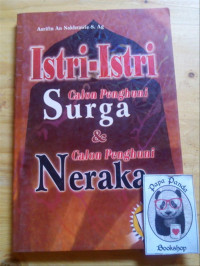 Istri-Istri
Calon Penghuni
Surga
&
Calon Penghuni
Neraka
Papa Panda
Bookshop